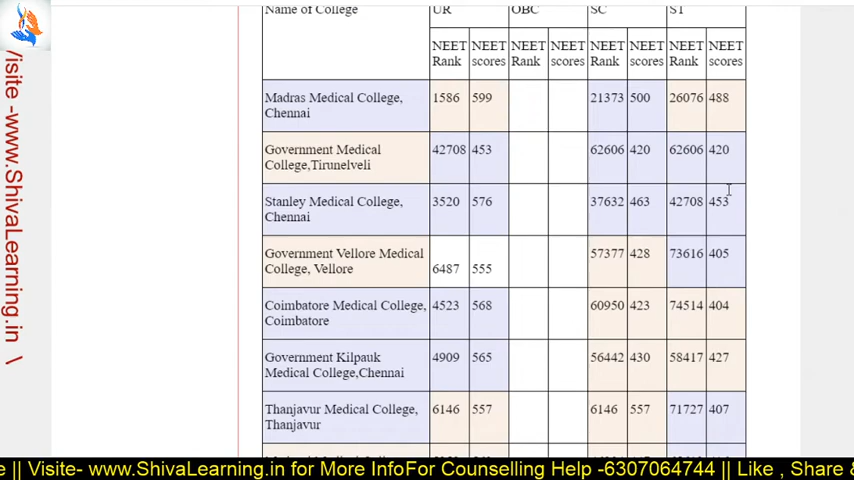 Name of College UR OBC SC ST
NEET Rank NEET scores NEET Rank NEET scores NEET Rank NEET scores NEET Rank NEET scores
Madras Medical College, Chennai 1586 599 21373 500 26076 488
Government Medical College,Tirunelveli 42708 453 62606 420 62606 420
Stanley Medical College, Chennai 3520 576 37632 463 42708 453
Government Vellore Medical College, Vellore 6487 555 57377 428 73616 405
Coimbatore Medical College, Coimbatore 4523 568 60950 423 74514 404
Government Kilpauk Medical College,Chennai 4909 565 56442 430 58417 427
Thanjavur Medical College, Thanjavur 6146 557 6146 557 71727 407
Visite -www.ShivaLearning.in \
e || Visite- www.ShivaLearning.in for More InfoFor Counselling Help -6307064744 || Like , Share &